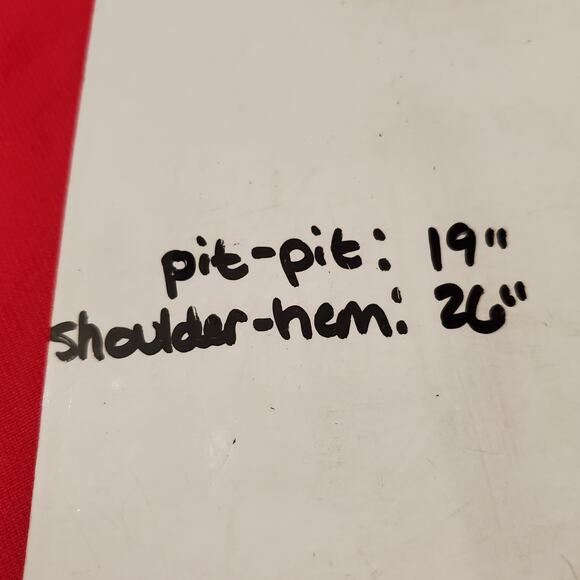 pit-pit: 19"
shoulder-hem: 26"